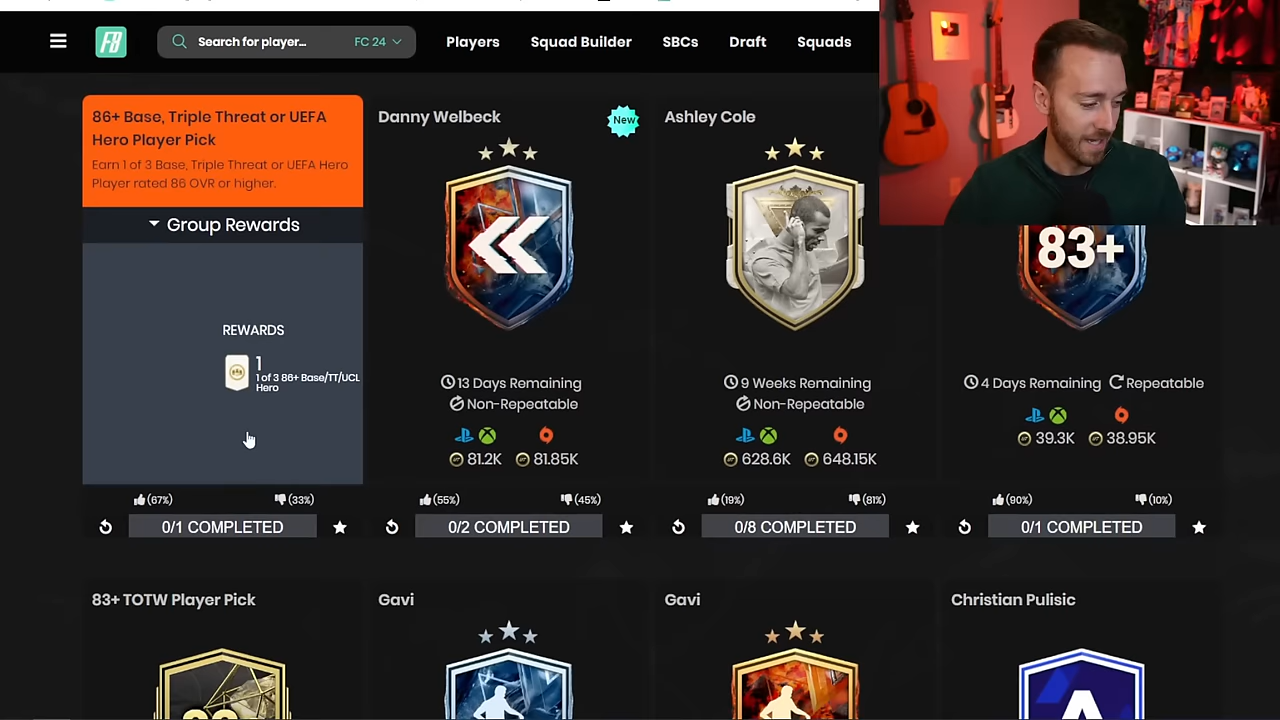 FB
Search for player...
FC 24
Players
Squad Builder
SBCs
Draft
Squads
86+ Base, Triple Threat or UEFA
Hero Player Pick
Earn 1 of 3 Base, Triple Threat or UEFA Hero
Player rated 86 OVR or higher.
Group Rewards
REWARDS
1
1 of 3 86+ Base/TT/UCL
Hero
(67%)
(33%)
0/1 COMPLETED
Danny Welbeck
New
13 Days Remaining
Non-Repeatable
81.2K
81.85K
(55%)
(45%)
0/2 COMPLETED
Ashley Cole
9 Weeks Remaining
Non-Repeatable
628.6K
648.15K
(19%)
(81%)
0/8 COMPLETED
83+
4 Days Remaining
Repeatable
39.3K
38.95K
(90%)
(10%)
0/1 COMPLETED
83+ TOTW Player Pick
Gavi
Gavi
Christian Pulisic